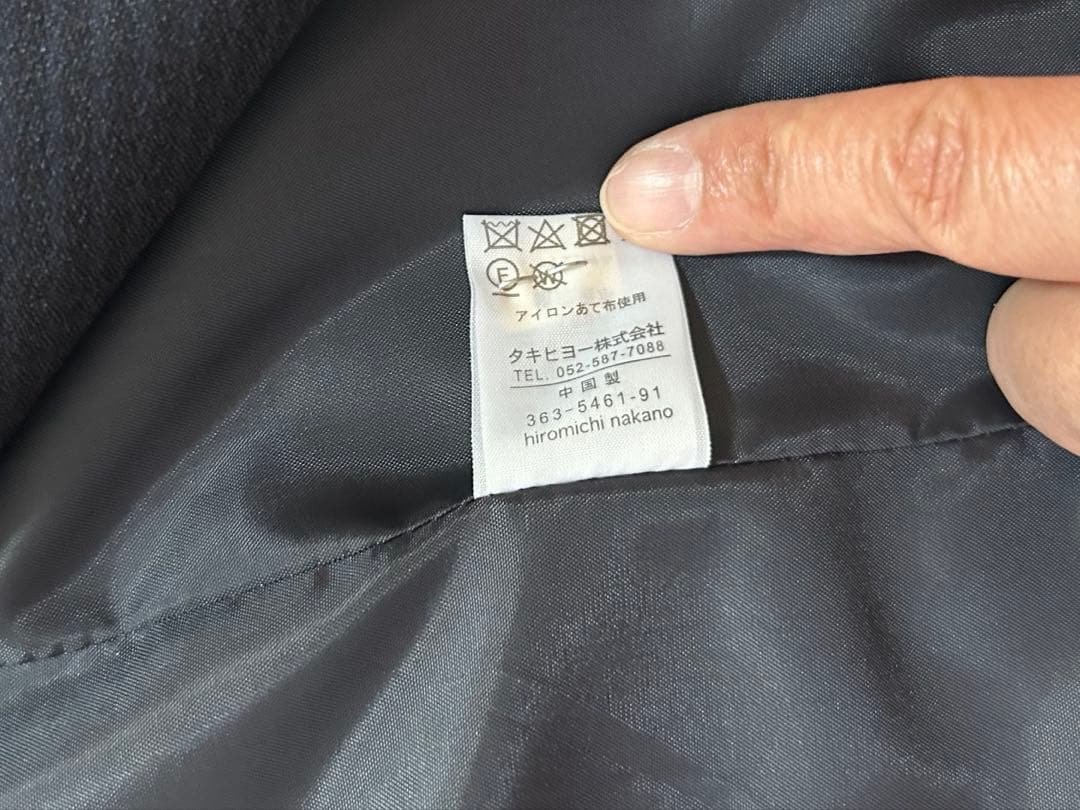 F W
アイロンあて布使用
タキヒヨー株式会社
TEL. 052-587-7088
中国製
363-5461-91
hiromichi nakano